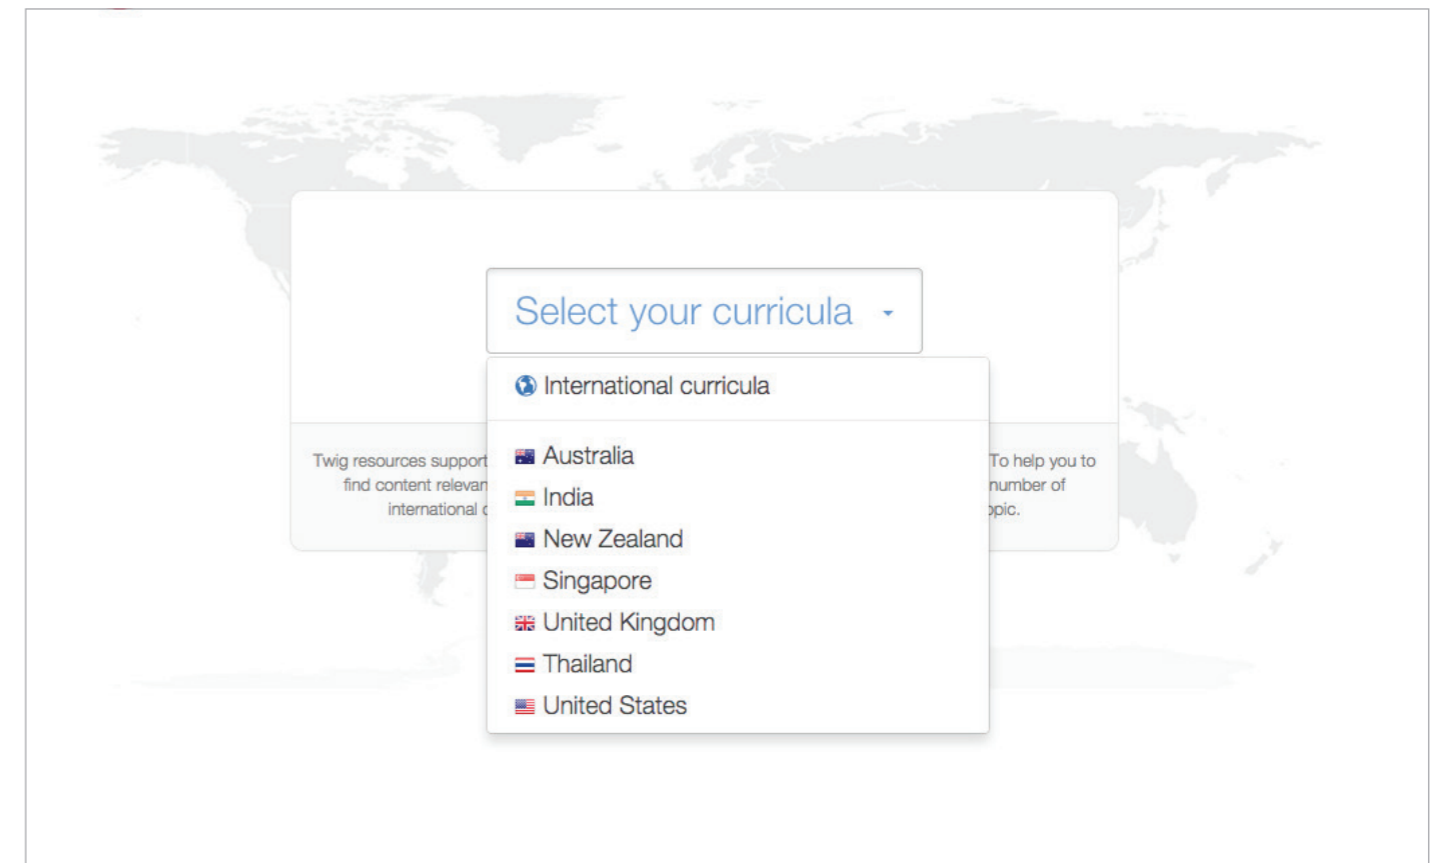 Select your curricula
International curricula
Australia
India
New Zealand
Singapore
United Kingdom
Thailand
United States
Twig resources support
find content relevan
international
To help you to
number of
opic.